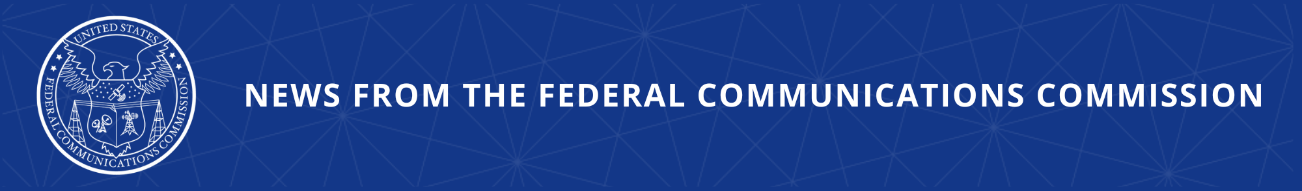 UNITED STATES
FEDERAL COMMUNICATIONS COMMISSION
NEWS FROM THE FEDERAL COMMUNICATIONS COMMISSION